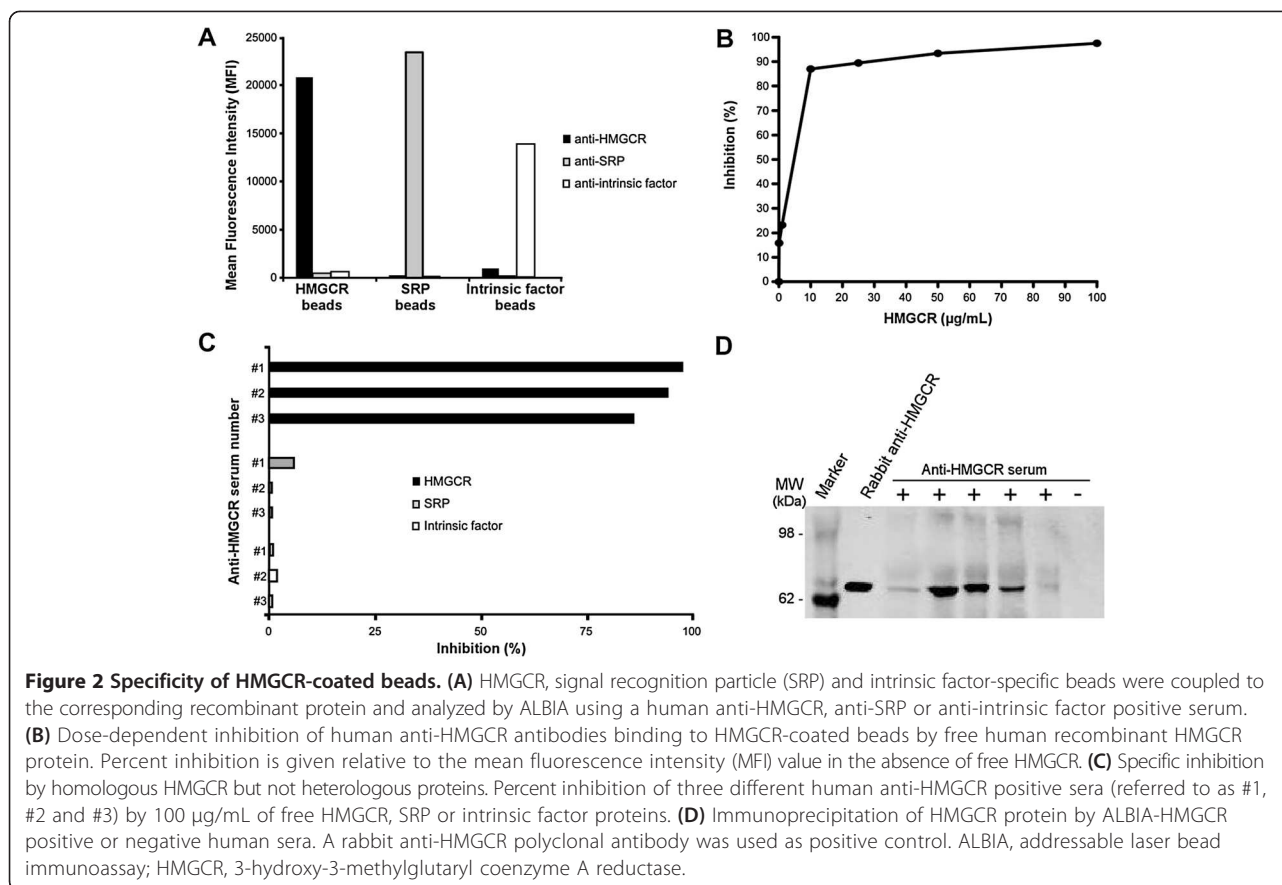 A
Mean Fluorescence Intensity (MFI)
25000
20000
15000
10000
5000
0
HMGCR
beads
SRP
beads
Intrinsic factor
beads
anti-HMGCR
anti-SRP
anti-intrinsic factor
B
Inhibition (%)
100
90
80
70
60
50
40
30
20
10
0
0 10 20 30 40 50 60 70 80 90 100
HMGCR (µg/mL)
C
Anti-HMGCR serum number
#1
#2
#3
#1
#2
#3
#1
#2
#3
HMGCR
SRP
Intrinsic factor
0 25 50 75 100
Inhibition (%)
D
MW
(kDa)
Marker
Rabbit anti-HMGCR
Anti-HMGCR serum
+ + + + + -
98 -
62 -
Figure 2 Specificity of HMGCR-coated beads. (A) HMGCR, signal recognition particle (SRP) and intrinsic factor-specific beads were coupled to
the corresponding recombinant protein and analyzed by ALBIA using a human anti-HMGCR, anti-SRP or anti-intrinsic factor positive serum.
(B) Dose-dependent inhibition of human anti-HMGCR antibodies binding to HMGCR-coated beads by free human recombinant HMGCR
protein. Percent inhibition is given relative to the mean fluorescence intensity (MFI) value in the absence of free HMGCR. (C) Specific inhibition
by homologous HMGCR but not heterologous proteins. Percent inhibition of three different human anti-HMGCR positive sera (referred to as #1,
#2 and #3) by 100 µg/mL of free HMGCR, SRP or intrinsic factor proteins. (D) Immunoprecipitation of HMGCR protein by ALBIA-HMGCR
positive or negative human sera. A rabbit anti-HMGCR polyclonal antibody was used as positive control. ALBIA, addressable laser bead
immunoassay; HMGCR, 3-hydroxy-3-methylglutaryl coenzyme A reductase.